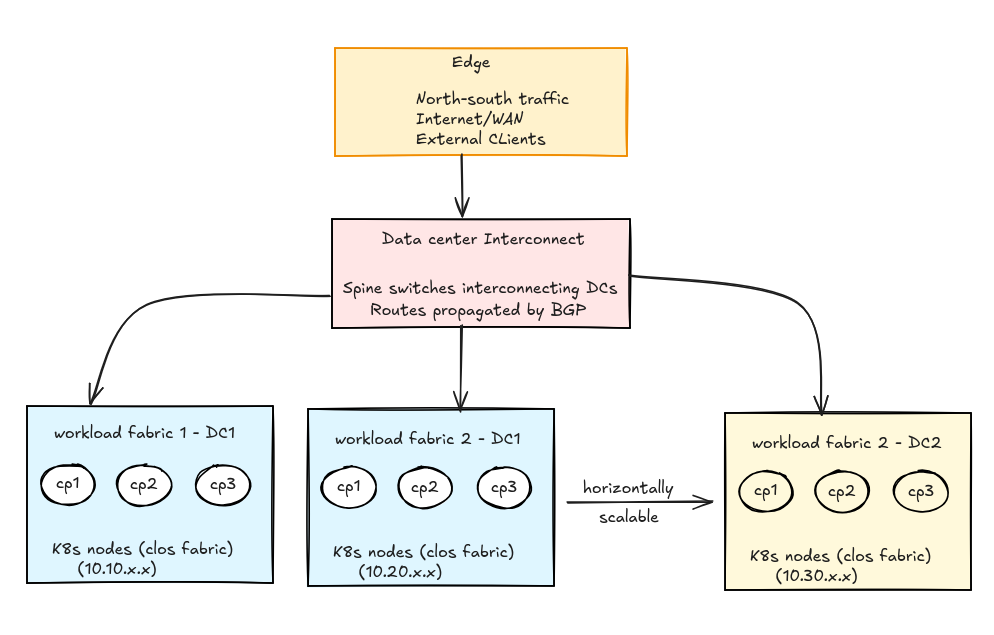 Edge
North-south traffic
Internet/WAN
External CLients
Data center Interconnect
Spine switches interconnecting DCs
Routes propagated by BGP
workload fabric 1 - DC1
cp1
cp2
cp3
K8s nodes (clos fabric)
(10.10.x.x)
workload fabric 2 - DC1
cp1
cp2
cp3
K8s nodes (clos fabric)
(10.20.x.x)
horizontally
scalable
workload fabric 2 - DC2
cp1
cp2
cp3
K8s nodes (clos fabric)
(10.30.x.x)